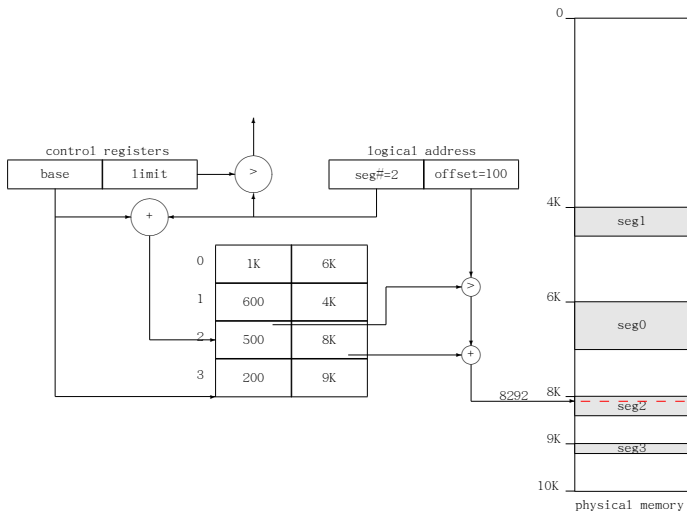 0
control registers
logical address
base limit
>
seg#=2 offset=100
+
4K
seg1
0 1K 6K
1 600 4K
2 500 8K
3 200 9K
>
+
6K
seg0
8292
8K
seg2
9K
seg3
10K
physical memory